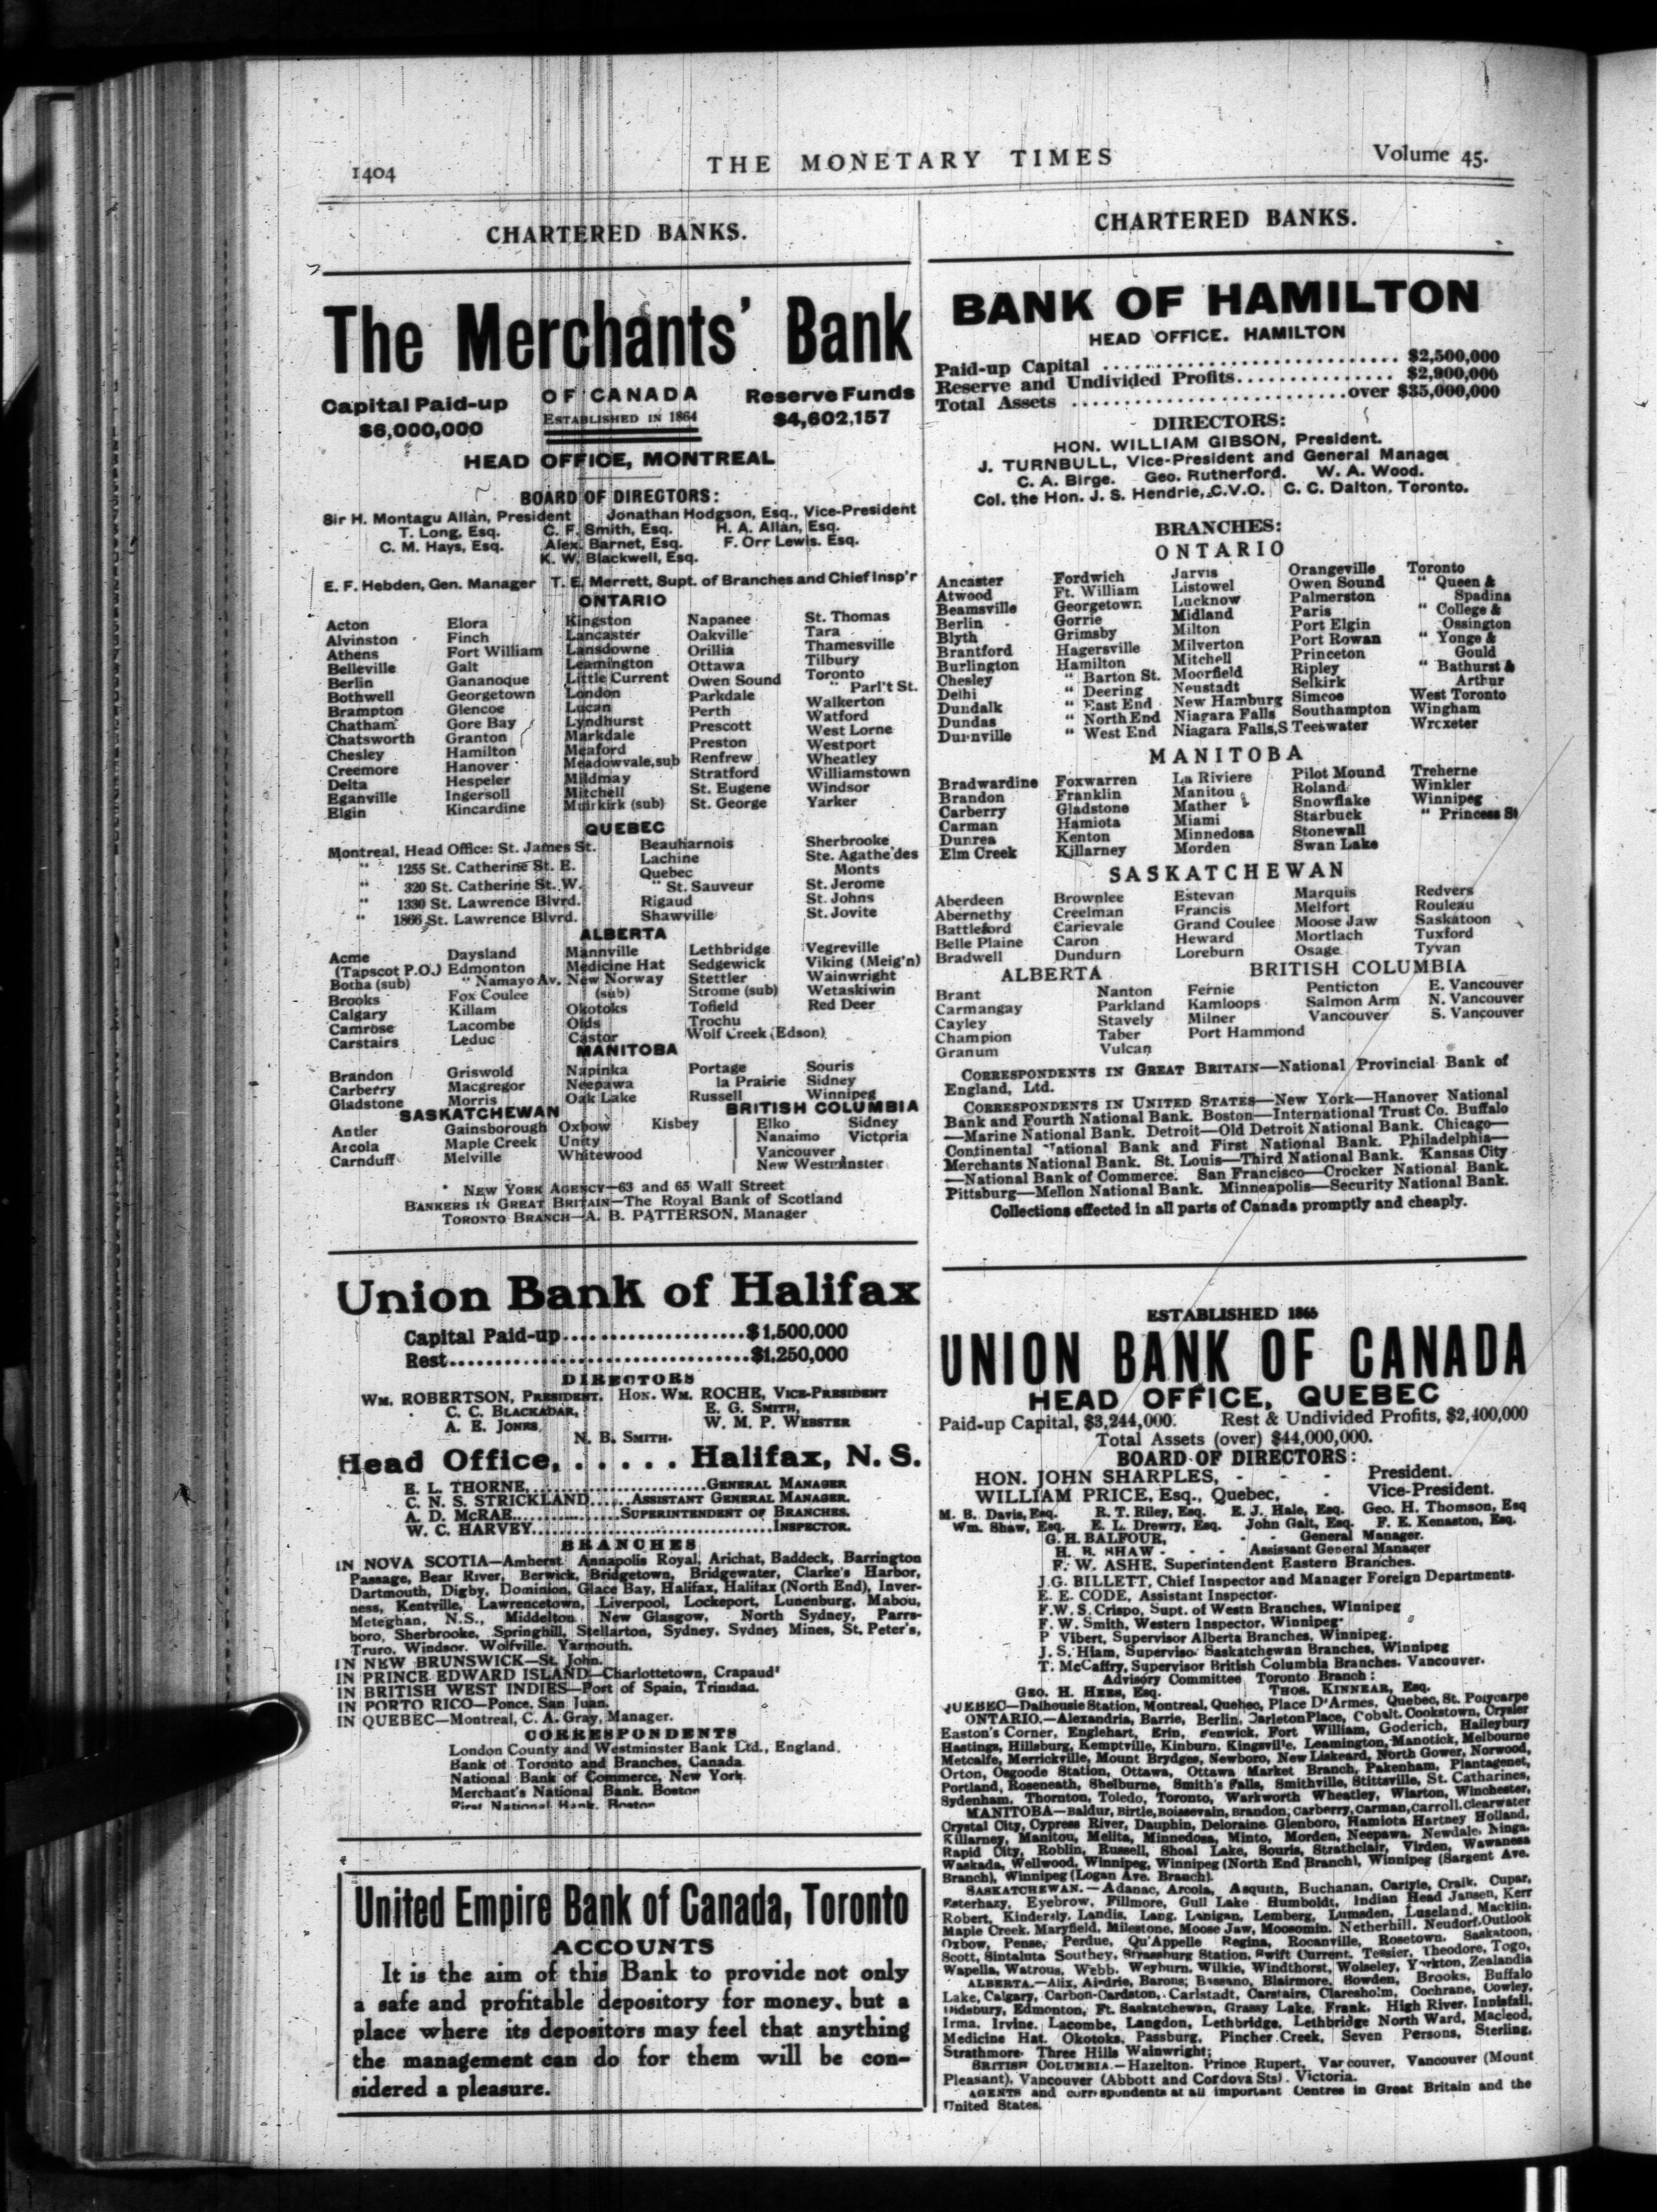 1404
THE MONETARY TIMES
Volume 45.
CHARTERED BANKS.
The Merchants' Bank
OF CANADA
Capital Paid-up
$6,000,000
ESTABLISHED IN 1864
Reserve Funds
$4,602,157
HEAD OFFICE, MONTREAL
BOARD OF DIRECTORS:
Sir H. Montagu Allan, President Jonathan Hodgson, Esq., Vice-President
T. Long, Esq. C. F. Smith, Esq. H. A. Allan, Esq.
C. M. Hays, Esq. Alex. Barnet, Esq. F. Orr Lewis. Esq.
K. W. Blackwell, Esq.
E. F. Hebden, Gen. Manager T. E. Merrett, Supt. of Branches and Chief Insp'r
ONTARIO
Acton Elora Kingston Napanee St. Thomas
Alvinston Finch Lancaster Oakville Tara
Athens Fort William Lansdowne Orillia Thamesville
Belleville Galt Leamington Ottawa Tilbury
Berlin Gananoque Little Current Owen Sound Toronto
Bothwell Georgetown London Parkdale " Parl't St.
Brampton Glencoe Lucan Perth Walkerton
Chatham Gore Bay Lyndhurst Prescott Watford
Chatsworth Granton Markdale Preston West Lorne
Chesley Hamilton Meaford Renfrew Westport
Creemore Hanover Meadowvale,sub Stratford Wheatley
Delta Hespeler Mildmay St. Eugene Williamstown
Eganville Ingersoll Mitchell St. George Windsor
Elgin Kincardine Muirkirk (sub) Yarker
QUEBEC
Montreal, Head Office: St. James St. Beauharnois Sherbrooke
" 1255 St. Catherine St. E. Lachine Ste. Agathe des
" 320 St. Catherine St. W. Quebec Monts
" 1330 St. Lawrence Blvrd. " St. Sauveur St. Jerome
" 1866 St. Lawrence Blvrd. Rigaud St. Johns
Shawville St. Jovite
ALBERTA
Acme Daysland Mannville Lethbridge Vegreville
(Tapscot P.O.) Edmonton Medicine Hat Sedgewick Viking (Meig'n)
Botha (sub) " Namayo Av. New Norway Stettler Wainwright
Brooks Fox Coulee (sub) Strome (sub) Wetaskiwin
Calgary Killam Okotoks Tofield Red Deer
Camrose Lacombe Olds Trochu
Carstairs Leduc Castor Wolf Creek (Edson)
MANITOBA
Brandon Griswold Napinka Portage Souris
Carberry Macgregor Neepawa la Prairie Sidney
Gladstone Morris Oak Lake Russell Winnipeg
SASKATCHEWAN BRITISH COLUMBIA
Antler Gainsborough Oxbow Kisbey Elko Sidney
Arcola Maple Creek Unity Nanaimo Victoria
Carnduff Melville Whitewood Vancouver
New Westminster
NEW YORK AGENCY—63 and 65 Wall Street
BANKERS IN GREAT BRITAIN—The Royal Bank of Scotland
TORONTO BRANCH—A. B. PATTERSON, Manager
Union Bank of Halifax
Capital Paid-up....................$1,500,000
Rest................................$1,250,000
DIRECTORS
WM. ROBERTSON, PRESIDENT. HON. WM. ROCHE, VICE-PRESIDENT
C. C. BLACKADAR, E. G. SMITH,
A. E. JONES, W. M. P. WEBSTER
N. B. SMITH.
Head Office, . . . . . Halifax, N. S.
E. L. THORNE,........................GENERAL MANAGER
C. N. S. STRICKLAND......ASSISTANT GENERAL MANAGER.
A. D. McRAE...............SUPERINTENDENT OF BRANCHES.
W. C. HARVEY.................................INSPECTOR.
BRANCHES
IN NOVA SCOTIA—Amherst Annapolis Royal, Arichat, Baddeck, Barrington
Passage, Bear River, Berwick, Bridgetown, Bridgewater, Clarke's Harbor,
Dartmouth, Digby, Dominion, Glace Bay, Halifax, Halifax (North End), Inver-
ness, Kentville, Lawrencetown, Liverpool, Lockeport, Lunenburg, Mabou,
Meteghan, N.S., Middelton New Glasgow, North Sydney, Parrs-
boro, Sherbrooke, Springhill, Stellarton, Sydney, Sydney Mines, St. Peter's,
Truro, Windsor. Wolfville. Yarmouth.
IN NEW BRUNSWICK—St. John.
IN PRINCE EDWARD ISLAND—Charlottetown, Crapaud
IN BRITISH WEST INDIES—Port of Spain, Trinidad.
IN PORTO RICO—Ponce, San Juan.
IN QUEBEC—Montreal, C. A. Gray, Manager.
CORRESPONDENTS
London County and Westminster Bank Ltd., England.
Bank of Toronto and Branches, Canada
National Bank of Commerce, New York
Merchant's National Bank. Boston
First National Bank, Boston
United Empire Bank of Canada, Toronto
ACCOUNTS
It is the aim of this Bank to provide not only
a safe and profitable depository for money, but a
place where its depositors may feel that anything
the management can do for them will be con-
sidered a pleasure.
CHARTERED BANKS.
BANK OF HAMILTON
HEAD OFFICE. HAMILTON
Paid-up Capital .............................. $2,500,000
Reserve and Undivided Profits............... $2,900,000
Total Assets ..........................over $35,000,000
DIRECTORS:
HON. WILLIAM GIBSON, President.
J. TURNBULL, Vice-President and General Manager
C. A. Birge. Geo. Rutherford. W. A. Wood.
Col. the Hon. J. S. Hendrie, C.V.O. C. C. Dalton, Toronto.
BRANCHES:
ONTARIO
Ancaster Fordwich Jarvis Orangeville Toronto
Atwood Ft. William Listowel Owen Sound " Queen &
Beamsville Georgetown Lucknow Palmerston Spadina
Berlin Gorrie Midland Paris " College &
Blyth Grimsby Milton Port Elgin Ossington
Brantford Hagersville Milverton Port Rowan " Yonge &
Burlington Hamilton Mitchell Princeton Gould
Chesley " Barton St. Moorfield Ripley " Bathurst &
Delhi " Deering Neustadt Selkirk Arthur
Dundalk " East End New Hamburg Simcoe West Toronto
Dundas " North End Niagara Falls Southampton Wingham
Dunnville " West End Niagara Falls,S Teeswater Wroxeter
MANITOBA
Bradwardine Foxwarren La Riviere Pilot Mound Treherne
Brandon Franklin Manitou Roland Winkler
Carberry Gladstone Mather Snowflake Winnipeg
Carman Hamiota Miami Starbuck " Princess St
Dunrea Kenton Minnedosa Stonewall
Elm Creek Killarney Morden Swan Lake
SASKATCHEWAN
Aberdeen Brownlee Estevan Marquis Redvers
Abernethy Creelman Francis Melfort Rouleau
Battleford Carievale Grand Coulee Moose Jaw Saskatoon
Belle Plaine Caron Heward Mortlach Tuxford
Bradwell Dundurn Loreburn Osage Tyvan
ALBERTA BRITISH COLUMBIA
Brant Nanton Fernie Penticton E. Vancouver
Carmangay Parkland Kamloops Salmon Arm N. Vancouver
Cayley Stavely Milner Vancouver S. Vancouver
Champion Taber Port Hammond
Granum Vulcan
CORRESPONDENTS IN GREAT BRITAIN—National Provincial Bank of
England, Ltd.
CORRESPONDENTS IN UNITED STATES—New York—Hanover National
Bank and Fourth National Bank. Boston—International Trust Co. Buffalo
—Marine National Bank. Detroit—Old Detroit National Bank. Chicago—
Continental National Bank and First National Bank. Philadelphia—
Merchants National Bank. St. Louis—Third National Bank. Kansas City
—National Bank of Commerce. San Francisco—Crocker National Bank.
Pittsburg—Mellon National Bank. Minneapolis—Security National Bank.
Collections effected in all parts of Canada promptly and cheaply.
ESTABLISHED 1865
UNION BANK OF CANADA
HEAD OFFICE, QUEBEC
Paid-up Capital, $3,244,000. Rest & Undivided Profits, $2,400,000
Total Assets (over) $44,000,000.
BOARD OF DIRECTORS:
HON. JOHN SHARPLES, - - - President.
WILLIAM PRICE, Esq., Quebec, - Vice-President.
M. B. Davis, Esq. R. T. Riley, Esq. E. J. Hale, Esq. Geo. H. Thomson, Esq
Wm. Shaw, Esq. E. L. Drewry, Esq. John Galt, Esq. F. E. Kenaston, Esq.
G. H. BALFOUR, - General Manager.
H. B. SHAW - - - Assistant General Manager
F. W. ASHE, Superintendent Eastern Branches.
J.G. BILLETT, Chief Inspector and Manager Foreign Departments.
E. E. CODE, Assistant Inspector.
F.W.S. Crispo, Supt. of Westn Branches, Winnipeg
F. W. Smith, Western Inspector, Winnipeg
P Vibert, Supervisor Alberta Branches, Winnipeg.
J. S. Hiam, Supervisor Saskatchewan Branches, Winnipeg
T. McCaffry, Supervisor British Columbia Branches. Vancouver.
Advisory Committee Toronto Branch:
GEO. H. HEES, Esq. THOS. KINNEAR, Esq.
QUEBEC—Dalhousie Station, Montreal, Quebec, Place D'Armes, Quebec, St. Polycarpe
ONTARIO.—Alexandria, Barrie, Berlin, Carleton Place, Cobalt, Cookstown, Crysler
Easton's Corner, Englehart, Erin, Fenwick, Fort William, Goderich, Haileybury
Hastings, Hillsburg, Kemptville, Kinburn, Kingsville, Leamington, Manotick, Melbourne
Metcalfe, Merrickville, Mount Brydges, Newboro, New Liskeard, North Gower, Norwood,
Orton, Osgoode Station, Ottawa, Ottawa Market Branch, Pakenham, Plantagenet,
Portland, Roseneath, Shelburne, Smith's Falls, Smithville, Stittsville, St. Catharines,
Sydenham, Thornton, Toledo, Toronto, Warkworth Wheatley, Wiarton, Winchester,
MANITOBA—Baldur, Birtle, Boissevain, Brandon, Carberry, Carman, Carroll, Clearwater
Crystal City, Cypress River, Dauphin, Deloraine Glenboro, Hamiota Hartney Holland,
Killarney, Manitou, Melita, Minnedosa, Minto, Morden, Neepawa, Newdale, Ninga,
Rapid City, Roblin, Russell, Shoal Lake, Souris, Strathclair, Virden, Wawanesa
Waskada, Wellwood, Winnipeg, Winnipeg (North End Branch), Winnipeg (Sargent Ave.
Branch), Winnipeg (Logan Ave. Branch).
SASKATCHEWAN.—Adanac, Arcola, Asquith, Buchanan, Carlyle, Craik, Cupar,
Esterhazy, Eyebrow, Fillmore, Gull Lake Humboldt, Indian Head Jansen, Kerr
Robert, Kindersly, Landis, Lang, Lanigan, Lemberg, Lumsden, Luseland, Macklin,
Maple Creek, Maryfield, Milestone, Moose Jaw, Moosomin, Netherhill, Neudorf, Outlook
Oxbow, Pense, Perdue, Qu'Appelle Regina, Rocanville, Rosetown, Saskatoon,
Scott, Sintaluta Southey, Strassburg Station, Swift Current, Tessier, Theodore, Togo,
Wapella, Watrous, Webb, Weyburn, Wilkie, Windthorst, Wolseley, Yorkton, Zealandia
ALBERTA.—Alix, Airdrie, Barons, Bassano, Blairmore, Bowden, Brooks, Buffalo
Lake, Calgary, Carbon-Cardston, Carlstadt, Carstairs, Claresholm, Cochrane, Cowley,
Didsbury, Edmonton, Ft. Saskatchewan, Grassy Lake, Frank, High River, Innisfail,
Irma, Irvine, Lacombe, Langdon, Lethbridge, Lethbridge North Ward, Macleod,
Medicine Hat, Okotoks, Passburg, Pincher Creek, Seven Persons, Sterling,
Strathmore Three Hills Wainwright;
BRITISH COLUMBIA.—Hazelton, Prince Rupert, Vancouver, Vancouver (Mount
Pleasant), Vancouver (Abbott and Cordova Sts). Victoria.
AGENTS and correspondents at all important Centres in Great Britain and the
United States.